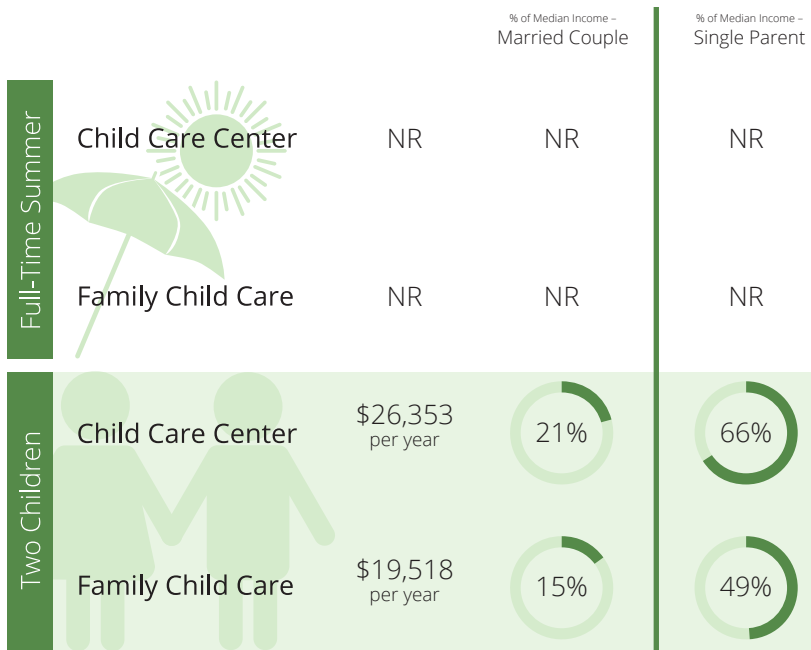 % of Median Income –
Married Couple
% of Median Income –
Single Parent
Full-Time Summer
Child Care Center
NR
NR
NR
Family Child Care
NR
NR
NR
Two Children
Child Care Center
$26,353
per year
21%
66%
Family Child Care
$19,518
per year
15%
49%